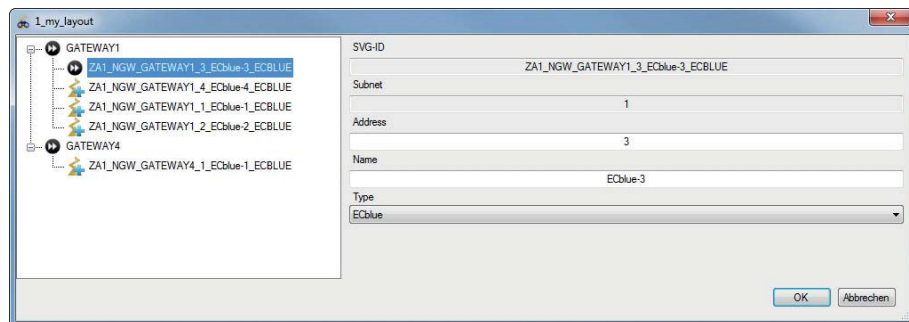 1_my_layout
GATEWAY1
ZA1_NGW_GATEWAY1_3_ECblue-3_ECBLUE
ZA1_NGW_GATEWAY1_4_ECblue-4_ECBLUE
ZA1_NGW_GATEWAY1_1_ECblue-1_ECBLUE
ZA1_NGW_GATEWAY1_2_ECblue-2_ECBLUE
GATEWAY4
ZA1_NGW_GATEWAY4_1_ECblue-1_ECBLUE
SVG-ID
ZA1_NGW_GATEWAY1_3_ECblue-3_ECBLUE
Subnet
1
Address
3
Name
ECblue-3
Type
ECblue
OK Abbrechen